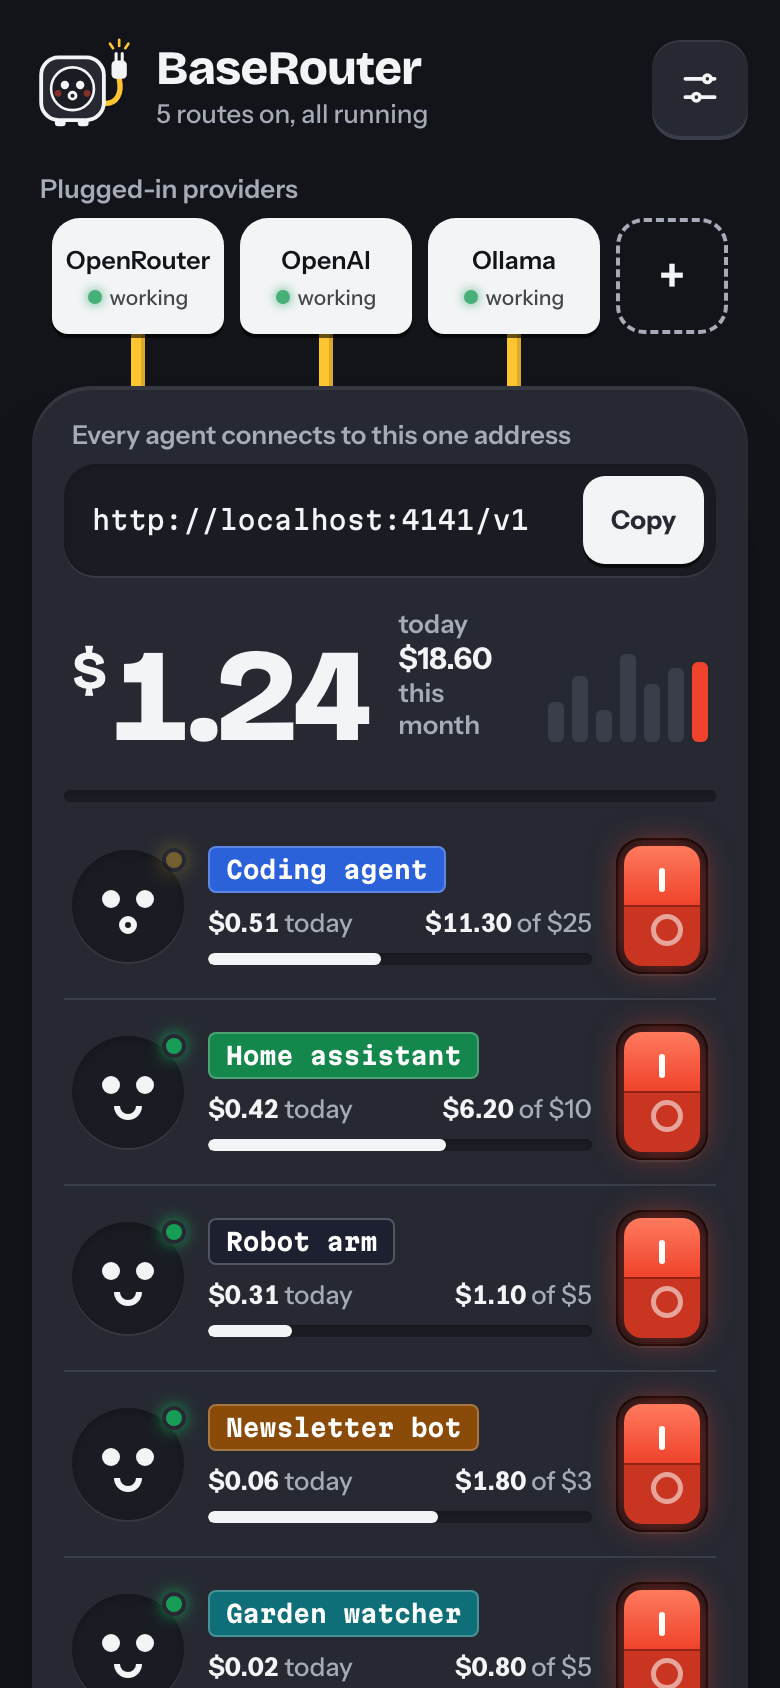 BaseRouter
5 routes on, all running
Plugged-in providers
OpenRouter
working
OpenAI
working
Ollama
working
+
Every agent connects to this one address
http://localhost:4141/v1
Copy
$1.24
today
$18.60
this
month
Coding agent
$0.51 today
$11.30 of $25
Home assistant
$0.42 today
$6.20 of $10
Robot arm
$0.31 today
$1.10 of $5
Newsletter bot
$0.06 today
$1.80 of $3
Garden watcher
$0.02 today
$0.80 of $5